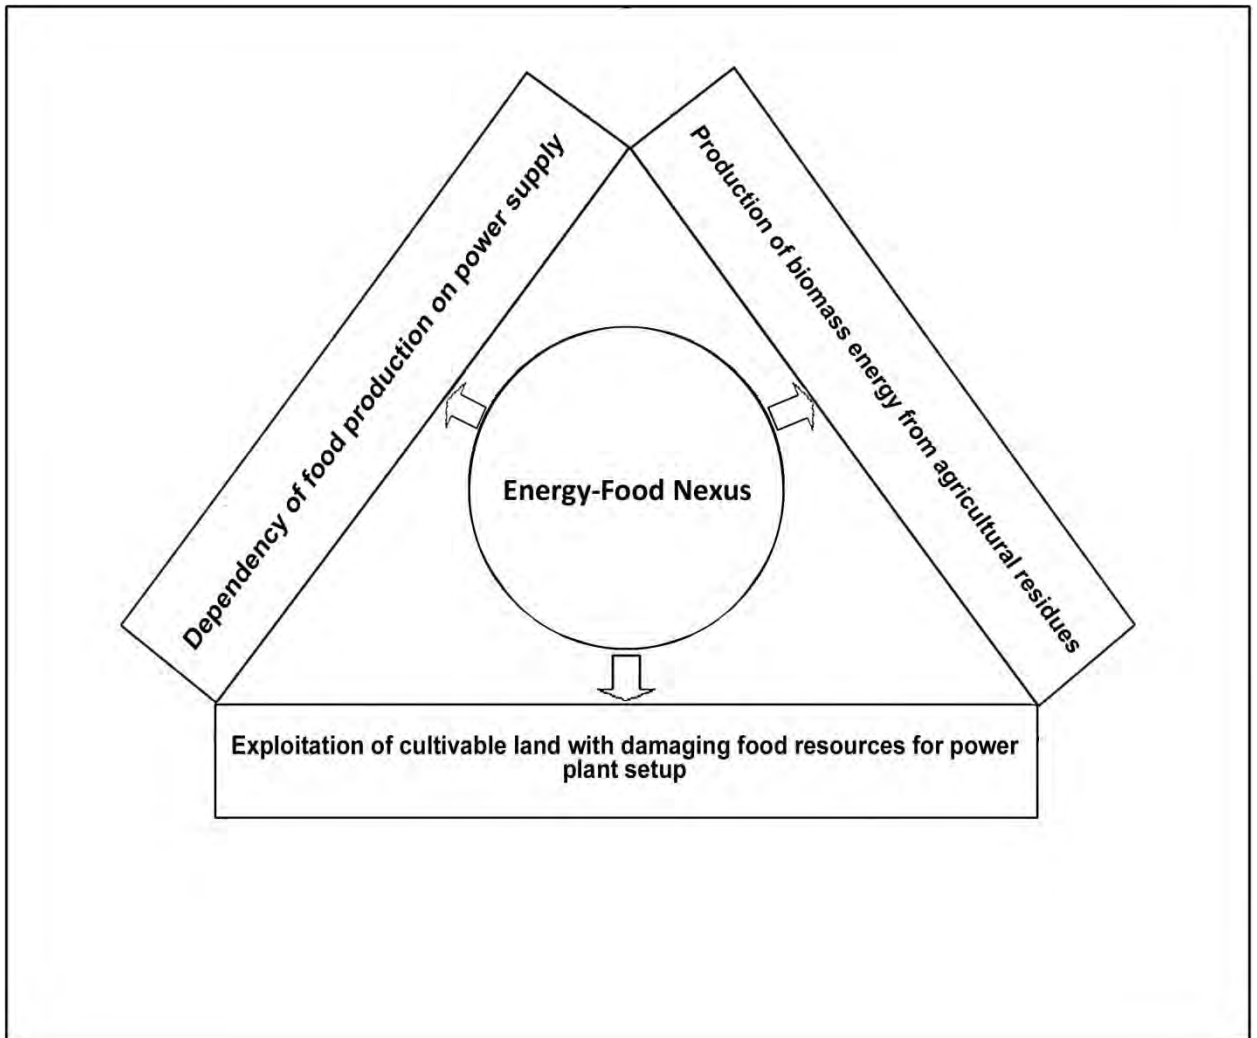 Dependency of food production on power supply
Production of biomass energy from agricultural residues
Energy-Food Nexus
Exploitation of cultivable land with damaging food resources for power
plant setup